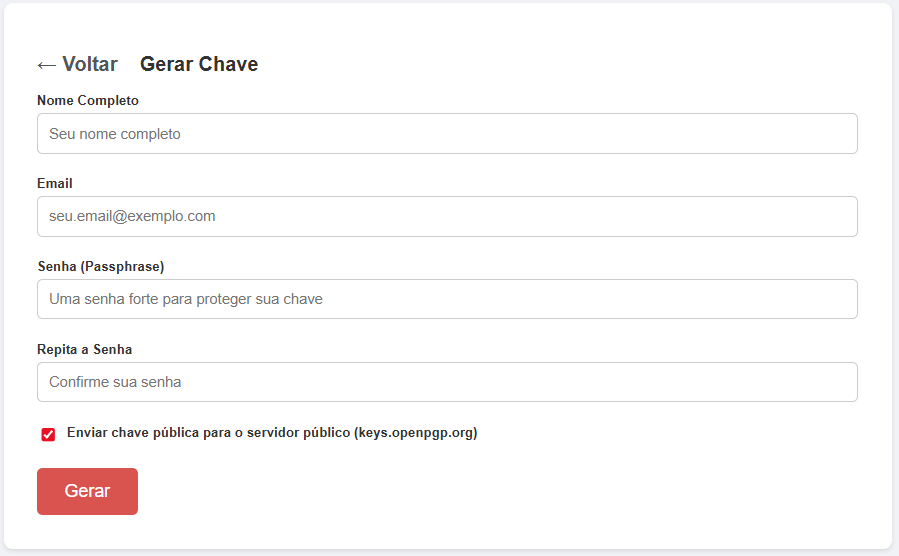 ← Voltar Gerar Chave
Nome Completo
Seu nome completo
Email
seu.email@exemplo.com
Senha (Passphrase)
Uma senha forte para proteger sua chave
Repita a Senha
Confirme sua senha
Enviar chave pública para o servidor público (keys.openpgp.org)
Gerar